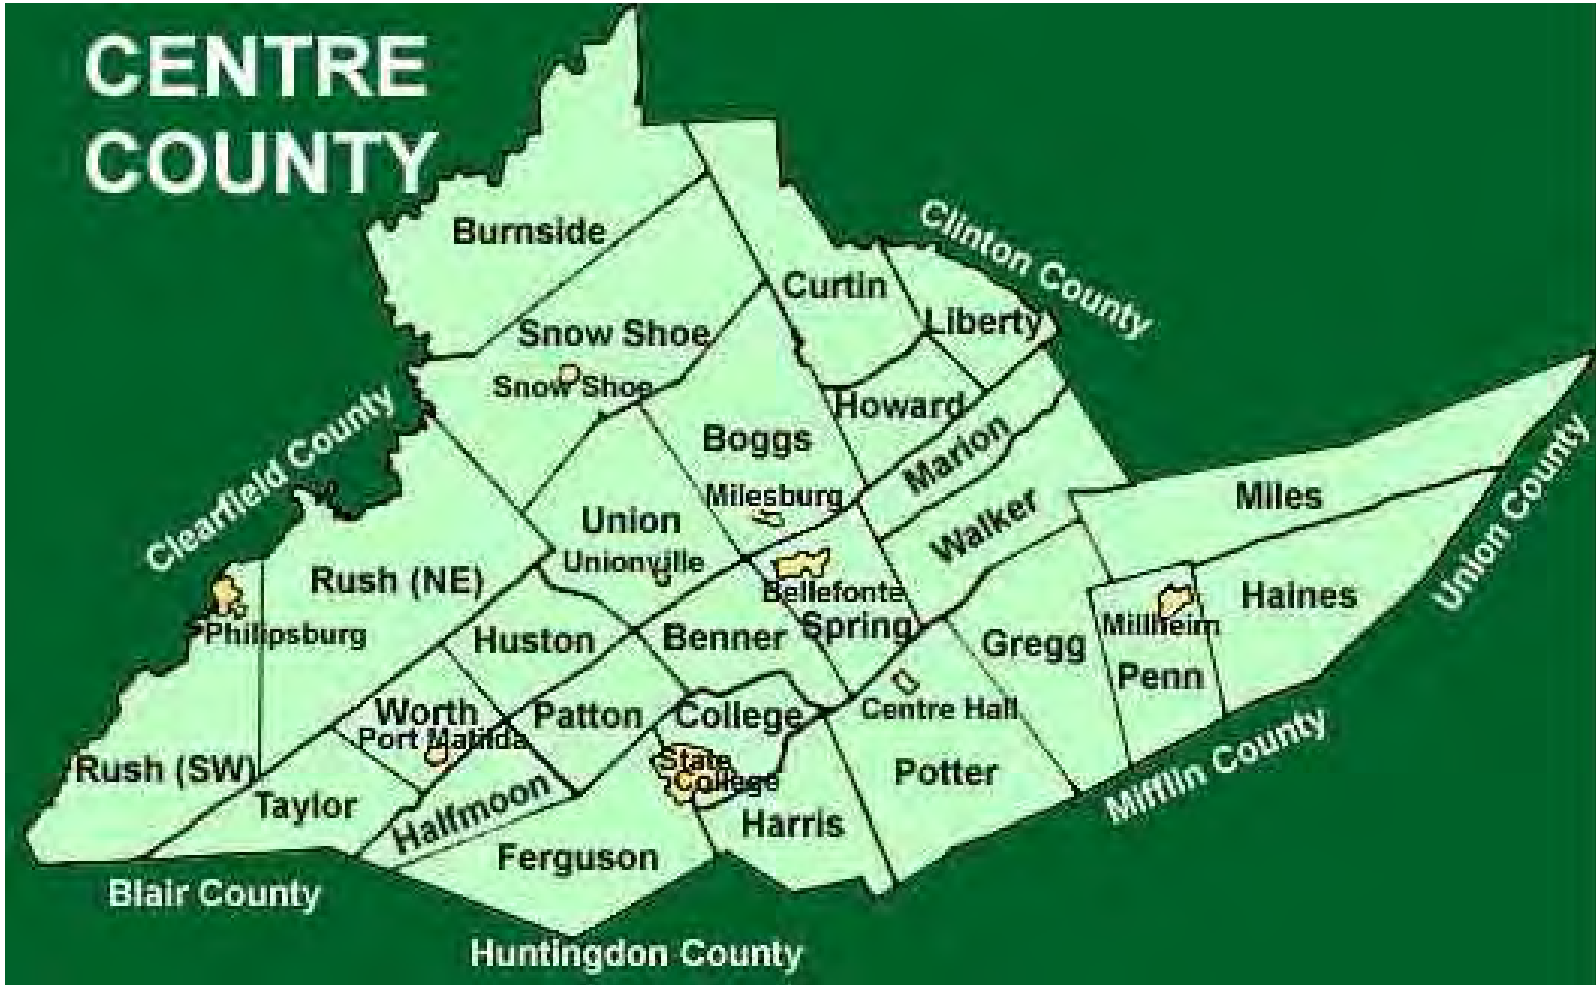 CENTRE
COUNTY
Burnside
Clinton County
Curtin
Liberty
Snow Shoe
Snow Shoe
Howard
Clearfield County
Boggs
Marion
Milesburg
Miles
Union
Walker
Union County
Unionville
Rush (NE)
Bellefonte
Haines
Philipsburg
Huston
Benner
Spring
Gregg
Millheim
Penn
Worth
Patton
College
Centre Hall
Port Matilda
Rush (SW)
State
College
Potter
Mifflin County
Taylor
Halfmoon
Harris
Ferguson
Blair County
Huntingdon County